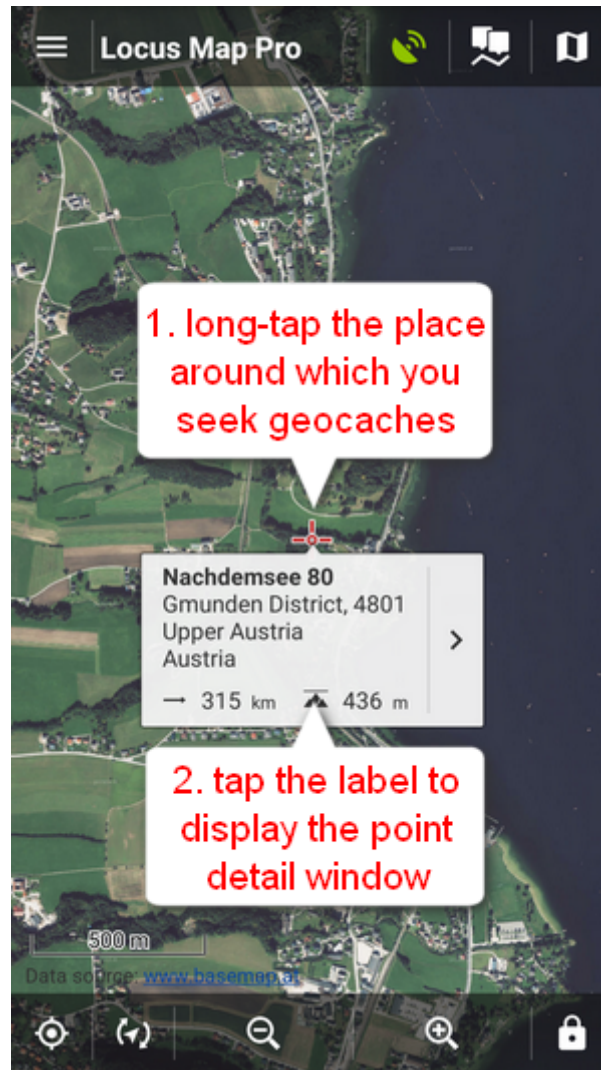 Locus Map Pro
1. long-tap the place
around which you
seek geocaches
Nachdemsee 80
Gmunden District, 4801
Upper Austria
Austria
315 km 436 m
2. tap the label to
display the point
detail window
500 m
Data source: www.basemap.at